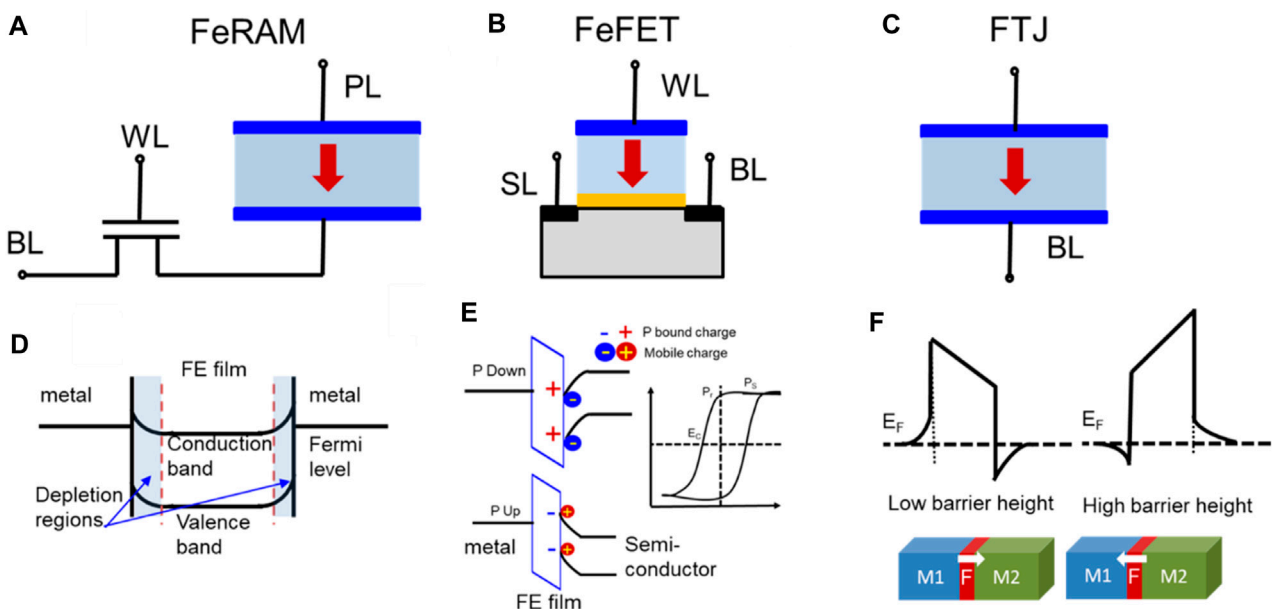 A
FeRAM
PL
WL
BL
B
FeFET
WL
SL
BL
C
FTJ
BL
D
FE film
metal
metal
Conduction
band
Fermi
level
Depletion
regions
Valence
band
E
- + P bound charge
- + Mobile charge
P Down
+
-
+
-
Pr
PS
EC
P Up
metal
- +
- +
Semi-
conductor
FE film
F
EF
EF
Low barrier height
High barrier height
M1 F M2
M1 F M2